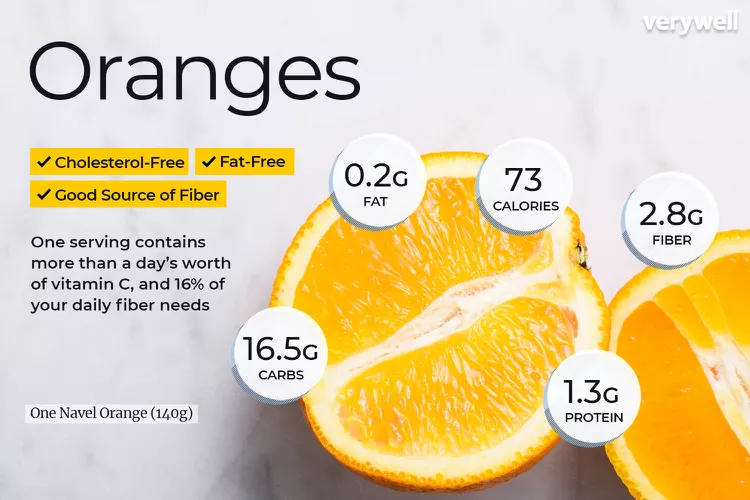 verywell
Oranges
Cholesterol-Free
Fat-Free
Good Source of Fiber
One serving contains
more than a day’s worth
of vitamin C, and 16% of
your daily fiber needs
0.2G
FAT
73
CALORIES
2.8G
FIBER
16.5G
CARBS
1.3G
PROTEIN
One Navel Orange (140g)